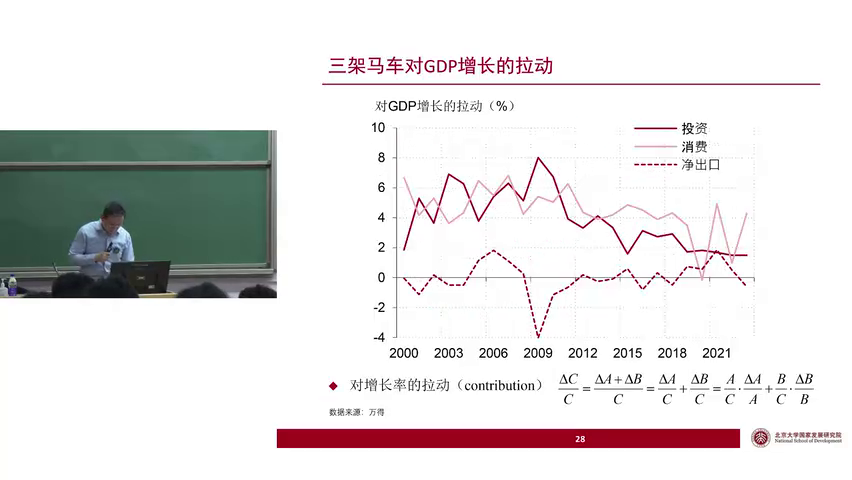 三架马车对GDP增长的拉动
对GDP增长的拉动（%）
10
8
6
4
2
0
-2
-4
投资
消费
净出口
2000 2003 2006 2009 2012 2015 2018 2021
◆ 对增长率的拉动（contribution） ΔC/C = (ΔA+ΔB)/C = ΔA/C + ΔB/C = A/C · ΔA/A + B/C · ΔB/B
数据来源：万得
28
北京大学国家发展研究院
National School of Development